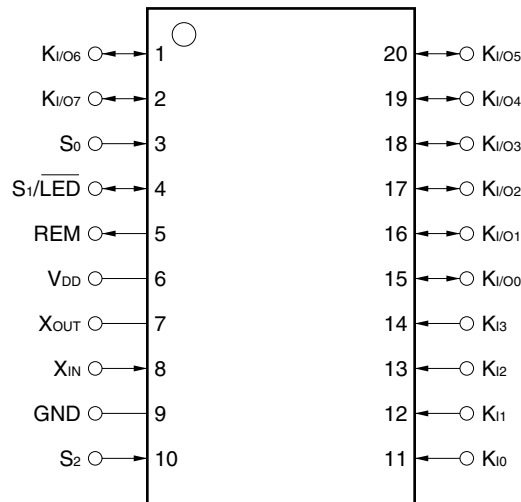 KI/O6 1 20 KI/O5
KI/O7 2 19 KI/O4
S0 3 18 KI/O3
S1/LED 4 17 KI/O2
REM 5 16 KI/O1
VDD 6 15 KI/O0
XOUT 7 14 KI3
XIN 8 13 KI2
GND 9 12 KI1
S2 10 11 KI0